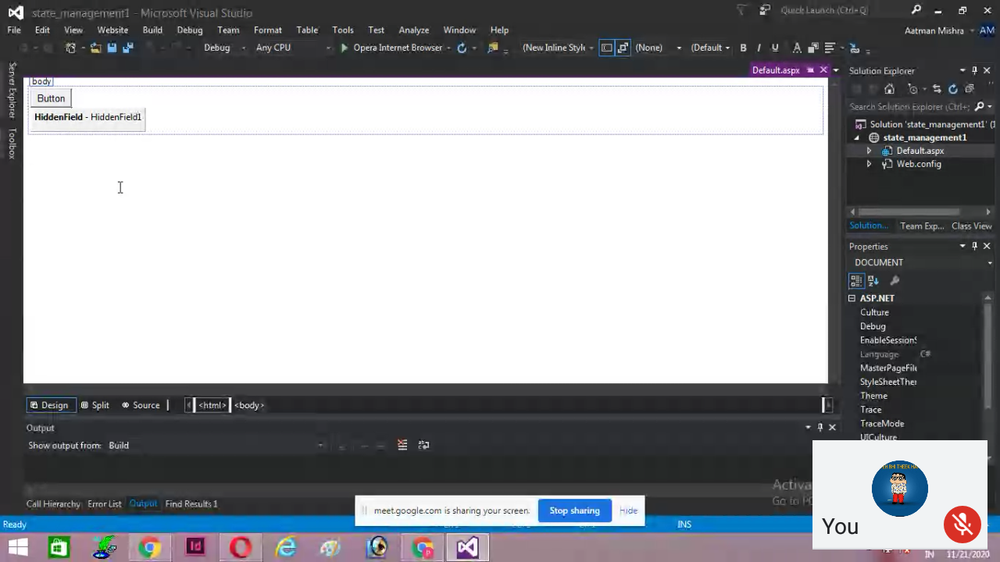 state_management1 - Microsoft Visual Studio
Quick Launch (Ctrl+Q)
File Edit View Website Build Debug Team Format Table Tools Test Analyze Window Help
Aatman Mishra AM
Debug Any CPU Open Internet Browser (New Inline Style (None) (Default B I U A
Default.aspx
Solution Explorer
Server Explorer
Toolbox
body
Button
HiddenField - HiddenField1
Search Solution Explorer (Ctrl+;
Solution 'state_management1' (1
state_management1
Default.aspx
Web.config
Solution... Team Exp... Class View
Properties
DOCUMENT
ASP.NET
Culture
Debug
EnableSessionS
Language C#
MasterPageFile
StyleSheetThem
Theme
Trace
TraceMode
UICulture
Design Split Source <html> <body>
Output
Show output from: Build
Activa
Go to PC
Call Hierarchy Error List Output Find Results 1
meet.google.com is sharing your screen. Stop sharing Hide
Ready
INS
You
IN 11/21/2020